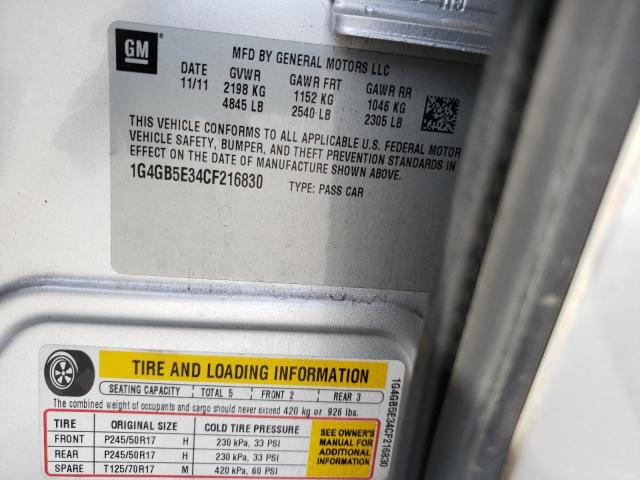 GM
MFD BY GENERAL MOTORS LLC
DATE GVWR GAWR FRT GAWR RR
11/11 2198 KG 1152 KG 1046 KG
4845 LB 2540 LB 2305 LB
THIS VEHICLE CONFORMS TO ALL APPLICABLE U.S. FEDERAL MOTOR
VEHICLE SAFETY, BUMPER, AND THEFT PREVENTION STANDARDS IN
EFFECT ON THE DATE OF MANUFACTURE SHOWN ABOVE.
1G4GB5E34CF216830 TYPE: PASS CAR
TIRE AND LOADING INFORMATION
SEATING CAPACITY TOTAL 5 FRONT 2 REAR 3
The combined weight of occupants and cargo should never exceed 420 kg or 926 lbs.
TIRE ORIGINAL SIZE COLD TIRE PRESSURE
FRONT P245/50R17 H 230 kPa, 33 PSI
REAR P245/50R17 H 230 kPa, 33 PSI
SPARE T125/70R17 M 420 kPa, 60 PSI
SEE OWNER'S
MANUAL FOR
ADDITIONAL
INFORMATION
1G4GB5E34CF216830